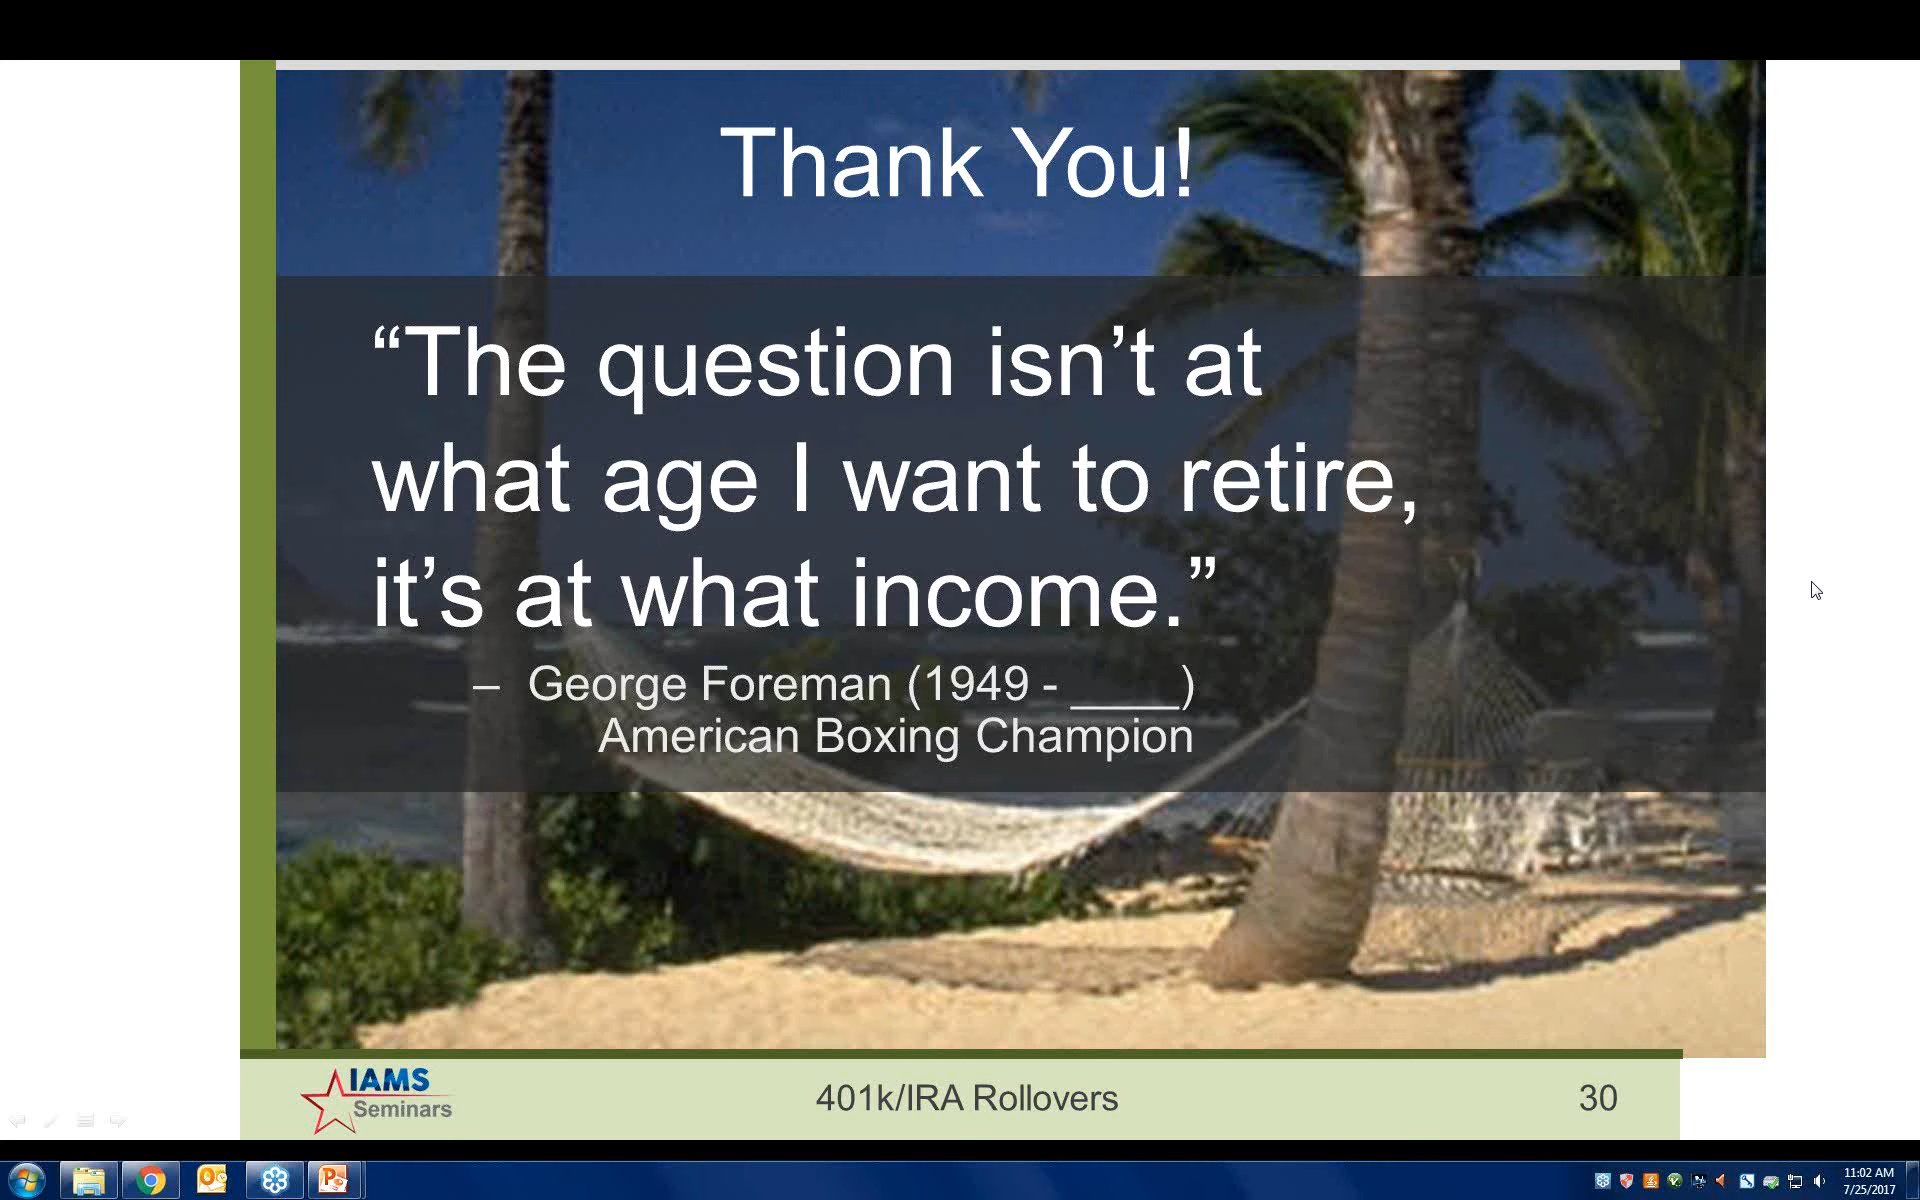 Thank You!
“The question isn’t at
what age I want to retire,
it’s at what income.”
– George Foreman (1949 - _____)
American Boxing Champion
IAMS
Seminars
401k/IRA Rollovers
30
11:02 AM
7/25/2017